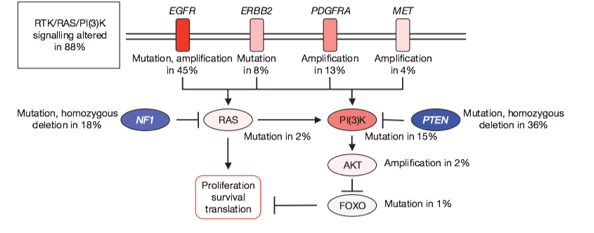 RTK/RAS/PI(3)K
signalling altered
in 88%
EGFR
ERBB2
PDGFRA
MET
Mutation, amplification
in 45%
Mutation
in 8%
Amplification
in 13%
Amplification
in 4%
Mutation, homozygous
deletion in 18%
NF1
RAS
Mutation in 2%
PI(3)K
Mutation in 15%
PTEN
Mutation, homozygous
deletion in 36%
AKT
Amplification in 2%
Proliferation
survival
translation
FOXO
Mutation in 1%